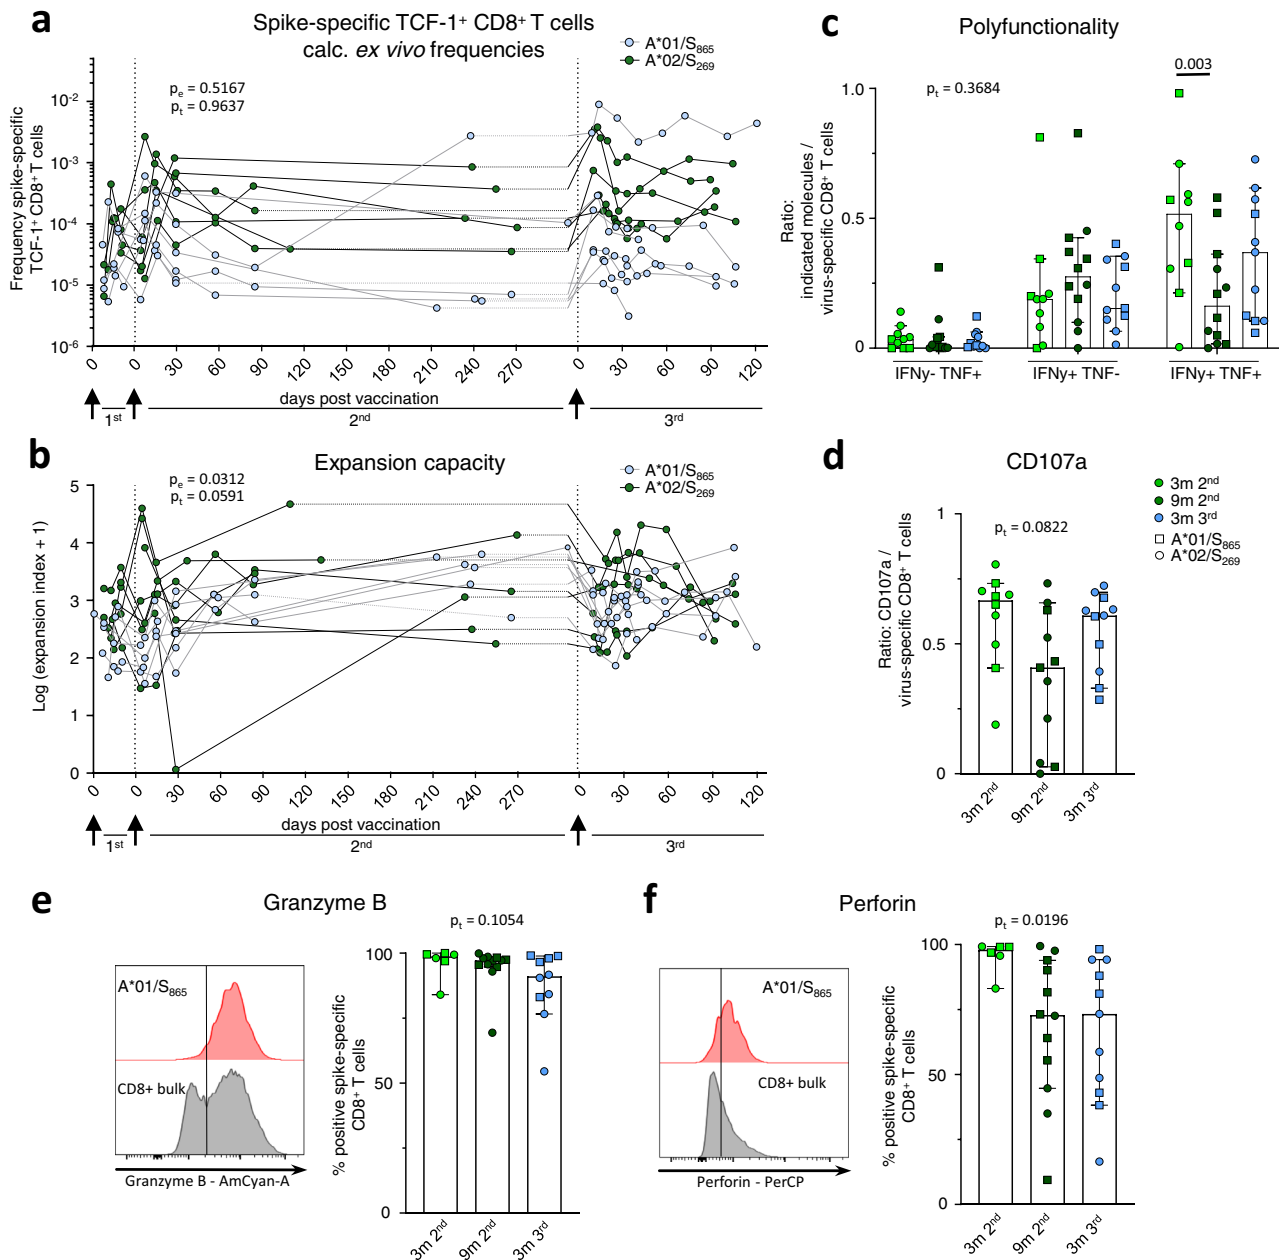 a
Spike-specific TCF-1⁺ CD8⁺ T cells
calc. ex vivo frequencies
A*01/S₈₆₅
A*02/S₂₆₉
pₑ = 0.5167
pₜ = 0.9637
Frequency spike-specific
TCF-1⁺ CD8⁺ T cells
10⁻²
10⁻³
10⁻⁴
10⁻⁵
10⁻⁶
0 0 30 60 90 120 150 180 210 240 270 0 30 60 90 120
days post vaccination
1ˢᵗ 2ⁿᵈ 3ʳᵈ
b
Expansion capacity
A*01/S₈₆₅
A*02/S₂₆₉
pₑ = 0.0312
pₜ = 0.0591
Log (expansion index + 1)
5
4
3
2
1
0
0 0 30 60 90 120 150 180 210 240 270 0 30 60 90 120
days post vaccination
1ˢᵗ 2ⁿᵈ 3ʳᵈ
c
Polyfunctionality
0.003
pₜ = 0.3684
Ratio:
indicated molecules /
virus-specific CD8⁺ T cells
1.0
0.5
0
IFNy- TNF+ IFNy+ TNF- IFNy+ TNF+
d
CD107a
3m 2ⁿᵈ
9m 2ⁿᵈ
3m 3ʳᵈ
A*01/S₈₆₅
A*02/S₂₆₉
pₜ = 0.0822
Ratio: CD107a /
virus-specific CD8⁺ T cells
1
0.5
0
3m 2ⁿᵈ 9m 2ⁿᵈ 3m 3ʳᵈ
e
Granzyme B
pₜ = 0.1054
A*01/S₈₆₅
CD8+ bulk
Granzyme B - AmCyan-A
% positive spike-specific
CD8⁺ T cells
100
50
0
3m 2ⁿᵈ 9m 2ⁿᵈ 3m 3ʳᵈ
f
Perforin
pₜ = 0.0196
A*01/S₈₆₅
CD8+ bulk
Perforin - PerCP
% positive spike-specific
CD8⁺ T cells
100
50
0
3m 2ⁿᵈ 9m 2ⁿᵈ 3m 3ʳᵈ